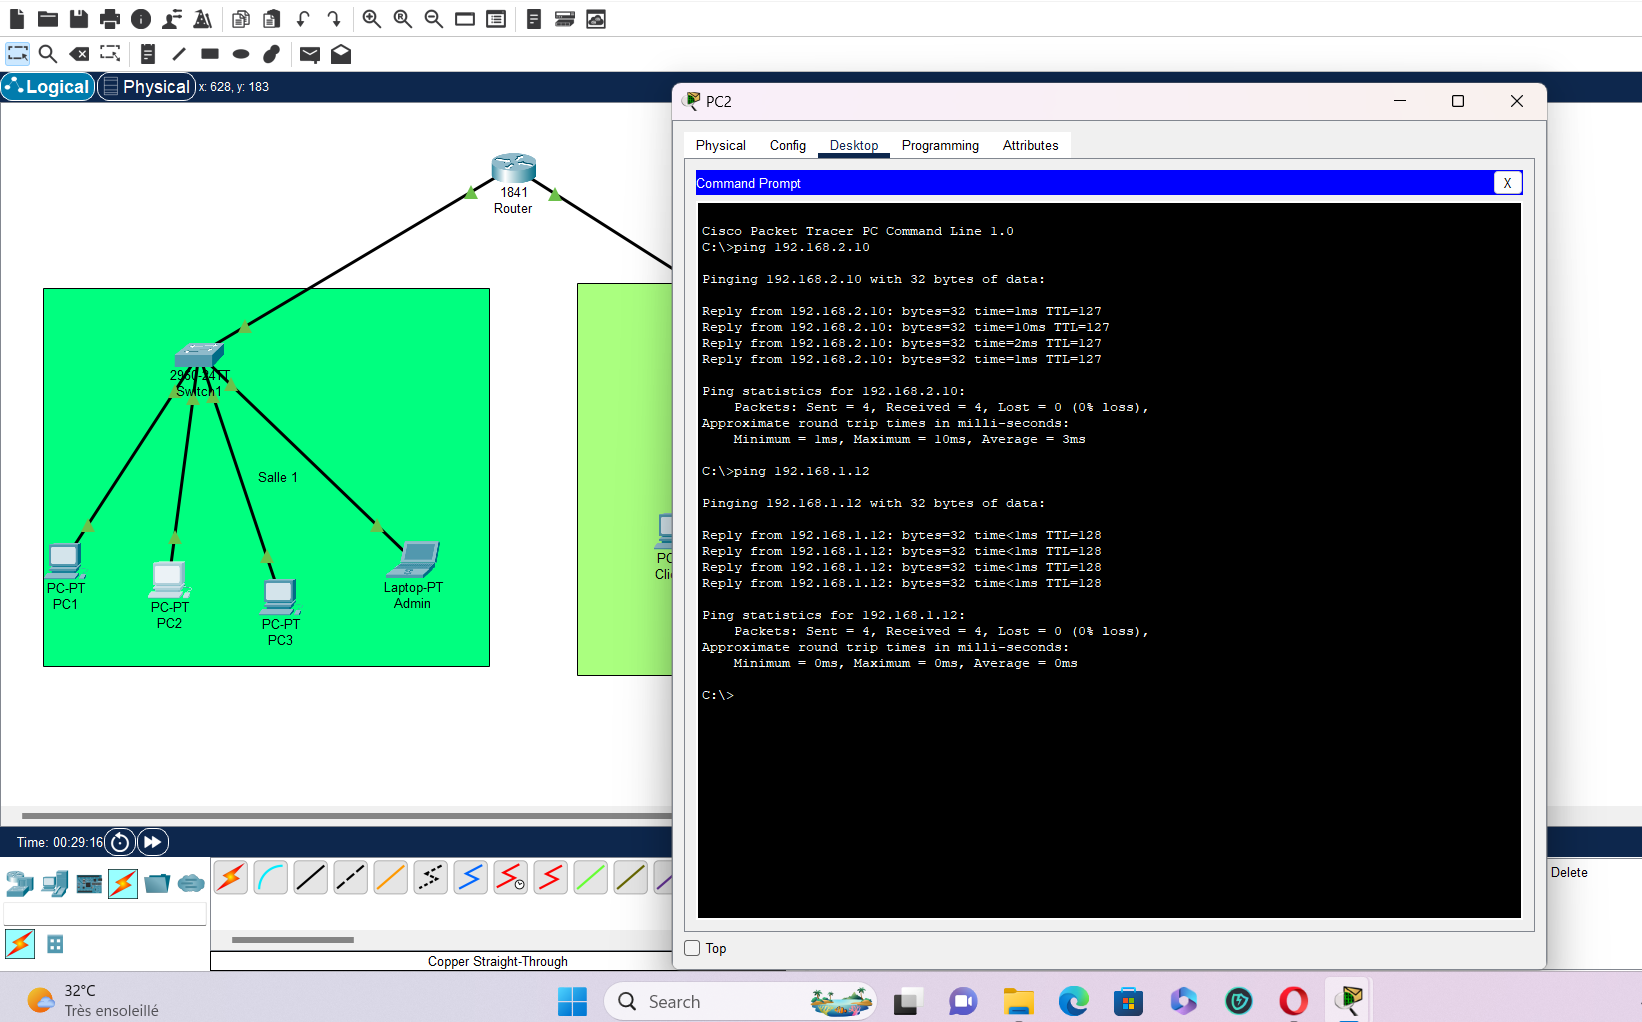 Logical
Physical
x: 628, y: 183
1841
Router
2960-24TT
Switch1
Salle 1
PC-PT
PC1
PC-PT
PC2
PC-PT
PC3
Laptop-PT
Admin
PC
Clie
PC2
Physical
Config
Desktop
Programming
Attributes
Command Prompt
X
Cisco Packet Tracer PC Command Line 1.0
C:\>ping 192.168.2.10
Pinging 192.168.2.10 with 32 bytes of data:
Reply from 192.168.2.10: bytes=32 time=1ms TTL=127
Reply from 192.168.2.10: bytes=32 time=10ms TTL=127
Reply from 192.168.2.10: bytes=32 time=2ms TTL=127
Reply from 192.168.2.10: bytes=32 time=1ms TTL=127
Ping statistics for 192.168.2.10:
Packets: Sent = 4, Received = 4, Lost = 0 (0% loss),
Approximate round trip times in milli-seconds:
Minimum = 1ms, Maximum = 10ms, Average = 3ms
C:\>ping 192.168.1.12
Pinging 192.168.1.12 with 32 bytes of data:
Reply from 192.168.1.12: bytes=32 time<1ms TTL=128
Reply from 192.168.1.12: bytes=32 time<1ms TTL=128
Reply from 192.168.1.12: bytes=32 time<1ms TTL=128
Reply from 192.168.1.12: bytes=32 time<1ms TTL=128
Ping statistics for 192.168.1.12:
Packets: Sent = 4, Received = 4, Lost = 0 (0% loss),
Approximate round trip times in milli-seconds:
Minimum = 0ms, Maximum = 0ms, Average = 0ms
C:\>
Top
Time: 00:29:16
Delete
Copper Straight-Through
32°C
Très ensoleillé
Search